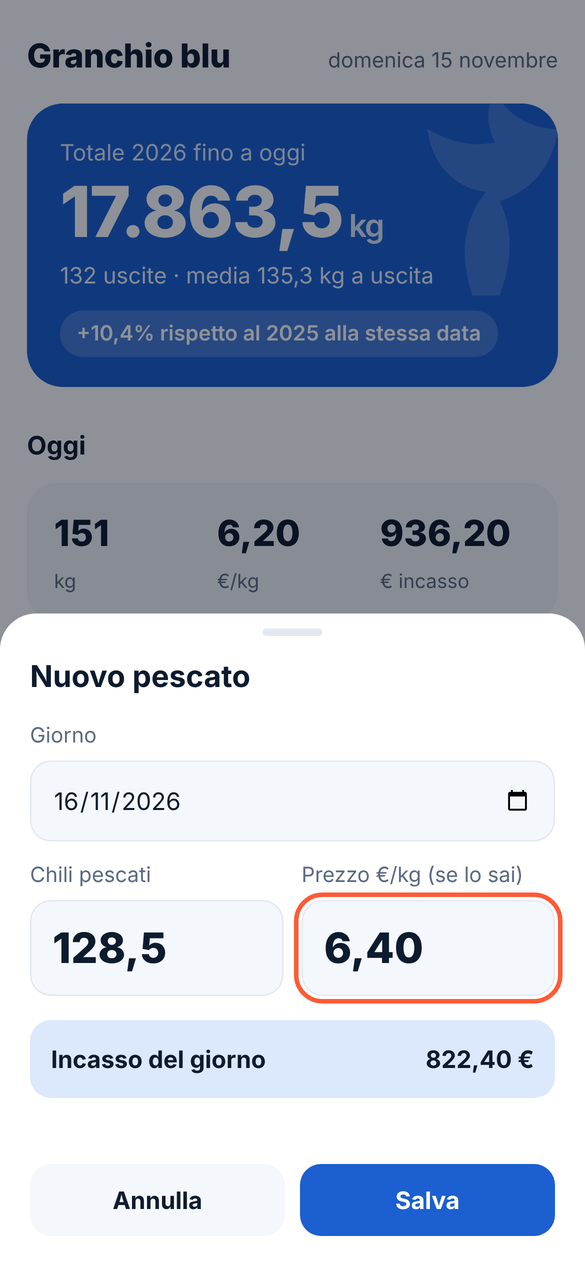 Granchio blu domenica 15 novembre
Totale 2026 fino a oggi
17.863,5 kg
132 uscite · media 135,3 kg a uscita
+10,4% rispetto al 2025 alla stessa data
Oggi
151 6,20 936,20
kg €/kg € incasso
Nuovo pescato
Giorno
16/11/2026
Chili pescati Prezzo €/kg (se lo sai)
128,5 6,40
Incasso del giorno 822,40 €
Annulla Salva